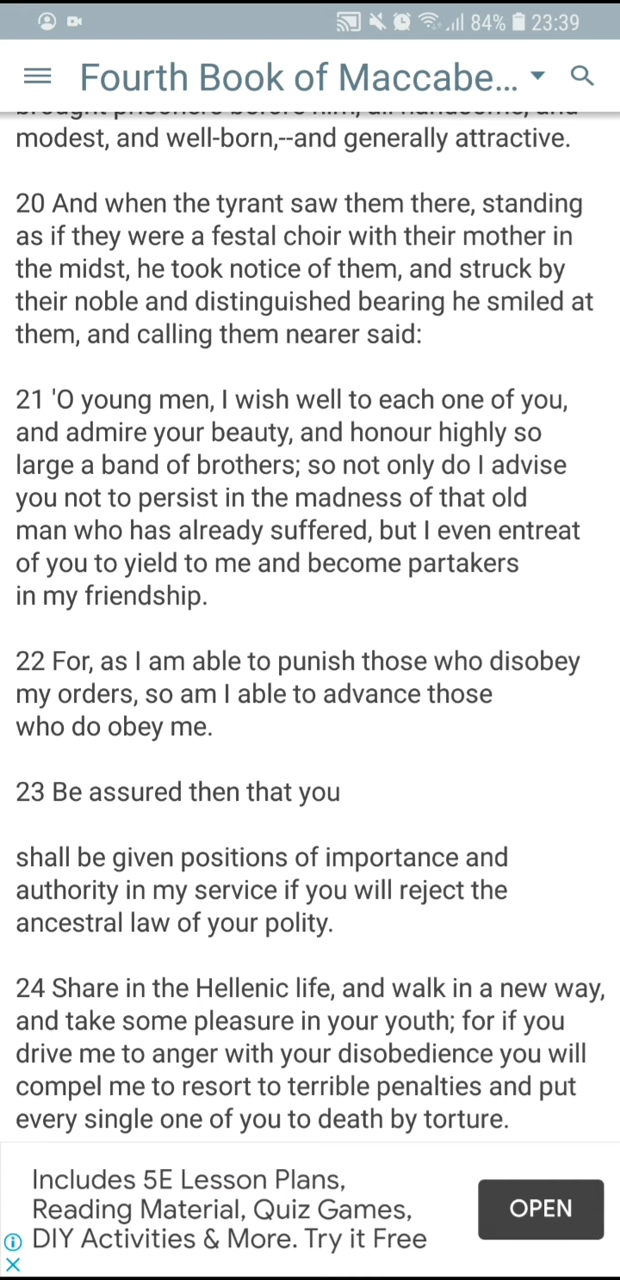 84% 23:39
Fourth Book of Maccabe...
brought prisoners before him, all handsome, and
modest, and well-born,--and generally attractive.
20 And when the tyrant saw them there, standing
as if they were a festal choir with their mother in
the midst, he took notice of them, and struck by
their noble and distinguished bearing he smiled at
them, and calling them nearer said:
21 'O young men, I wish well to each one of you,
and admire your beauty, and honour highly so
large a band of brothers; so not only do I advise
you not to persist in the madness of that old
man who has already suffered, but I even entreat
of you to yield to me and become partakers
in my friendship.
22 For, as I am able to punish those who disobey
my orders, so am I able to advance those
who do obey me.
23 Be assured then that you
shall be given positions of importance and
authority in my service if you will reject the
ancestral law of your polity.
24 Share in the Hellenic life, and walk in a new way,
and take some pleasure in your youth; for if you
drive me to anger with your disobedience you will
compel me to resort to terrible penalties and put
every single one of you to death by torture.
Includes 5E Lesson Plans,
Reading Material, Quiz Games,
DIY Activities & More. Try it Free
OPEN